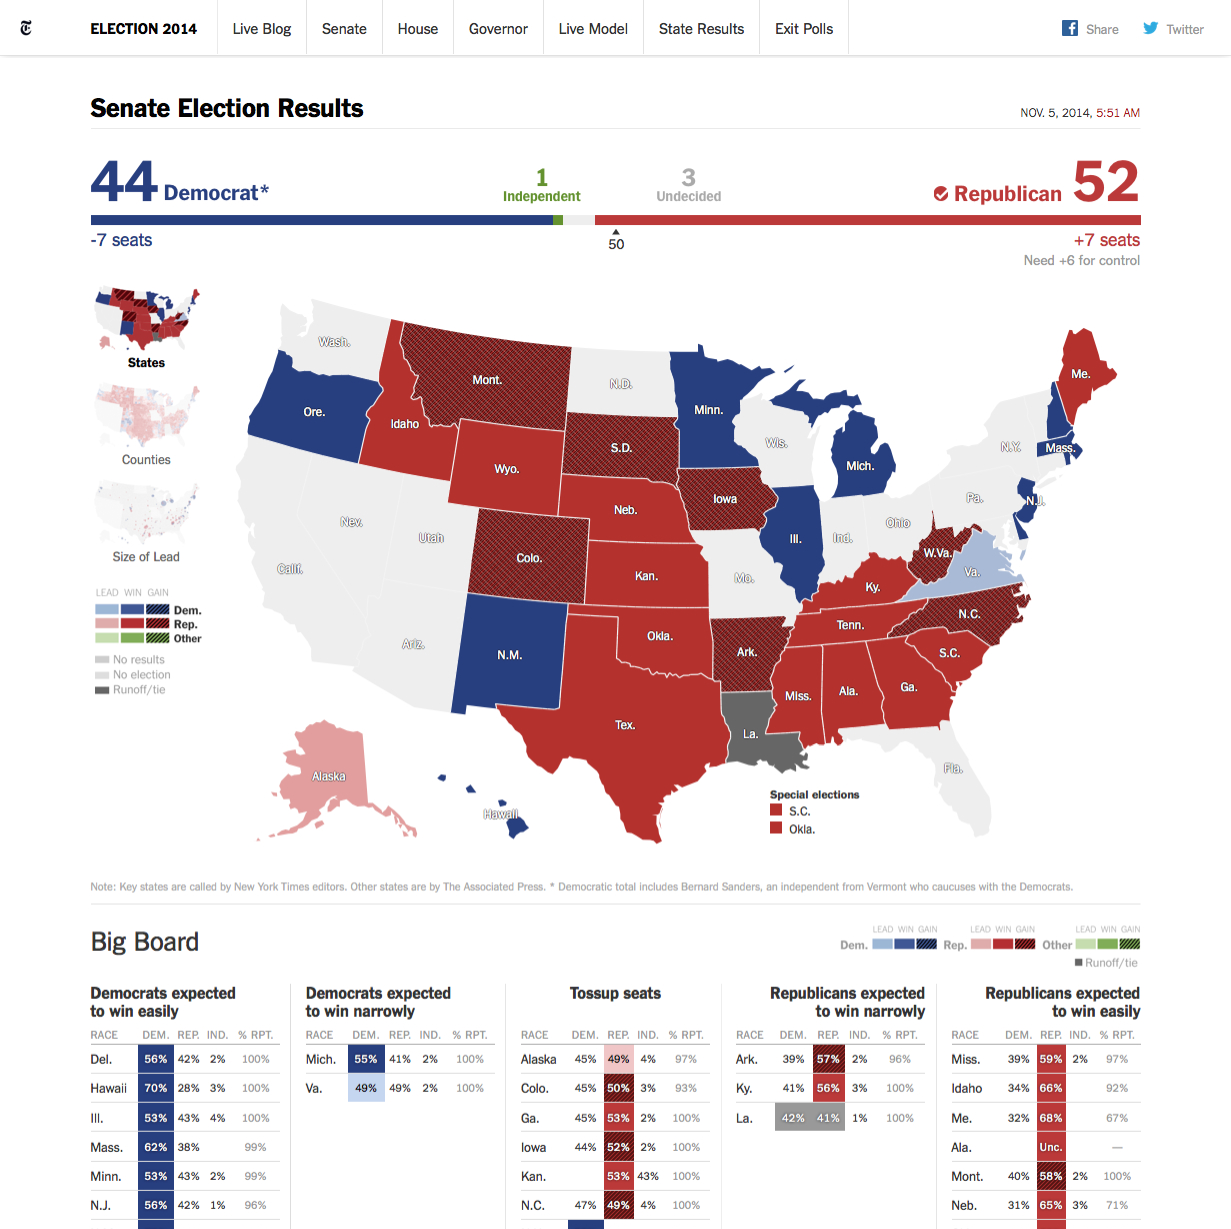 ELECTION 2014 Live Blog Senate House Governor Live Model State Results Exit Polls Share Twitter
Senate Election Results
NOV. 5, 2014, 5:51 AM
44 Democrat*
1 Independent
3 Undecided
Republican 52
-7 seats
50
+7 seats
Need +6 for control
States
Counties
Size of Lead
LEAD WIN GAIN
Dem.
Rep.
Other
No results
No election
Runoff/tie
Wash.
Ore.
Idaho
Mont.
N.D.
Minn.
Me.
S.D.
Wis.
Mich.
N.Y.
Mass.
Wyo.
Iowa
Neb.
Pa.
N.J.
Nev.
Utah
Colo.
Ill.
Ind.
Ohio
W.Va.
Va.
Calif.
Kan.
Mo.
Ky.
N.C.
Ariz.
N.M.
Okla.
Ark.
Tenn.
S.C.
Tex.
La.
Miss.
Ala.
Ga.
Fla.
Alaska
Hawaii
Special elections
S.C.
Okla.
Note: Key states are called by New York Times editors. Other states are by The Associated Press. * Democratic total includes Bernard Sanders, an independent from Vermont who caucuses with the Democrats.
Big Board
LEAD WIN GAIN LEAD WIN GAIN LEAD WIN GAIN
Dem. Rep. Other
Runoff/tie
Democrats expected
to win easily
RACE DEM. REP. IND. % RPT.
Del. 56% 42% 2% 100%
Hawaii 70% 28% 3% 100%
Ill. 53% 43% 4% 100%
Mass. 62% 38% 99%
Minn. 53% 43% 2% 99%
N.J. 56% 42% 1% 96%
Democrats expected
to win narrowly
RACE DEM. REP. IND. % RPT.
Mich. 55% 41% 2% 100%
Va. 49% 49% 2% 100%
Tossup seats
RACE DEM. REP. IND. % RPT.
Alaska 45% 49% 4% 97%
Colo. 45% 50% 3% 93%
Ga. 45% 53% 2% 100%
Iowa 44% 52% 2% 100%
Kan. 53% 43% 100%
N.C. 47% 49% 4% 100%
Republicans expected
to win narrowly
RACE DEM. REP. IND. % RPT.
Ark. 39% 57% 2% 96%
Ky. 41% 56% 3% 100%
La. 42% 41% 1% 100%
Republicans expected
to win easily
RACE DEM. REP. IND. % RPT.
Miss. 39% 59% 2% 97%
Idaho 34% 66% 92%
Me. 32% 68% 67%
Ala. Unc. —
Mont. 40% 58% 2% 100%
Neb. 31% 65% 3% 71%